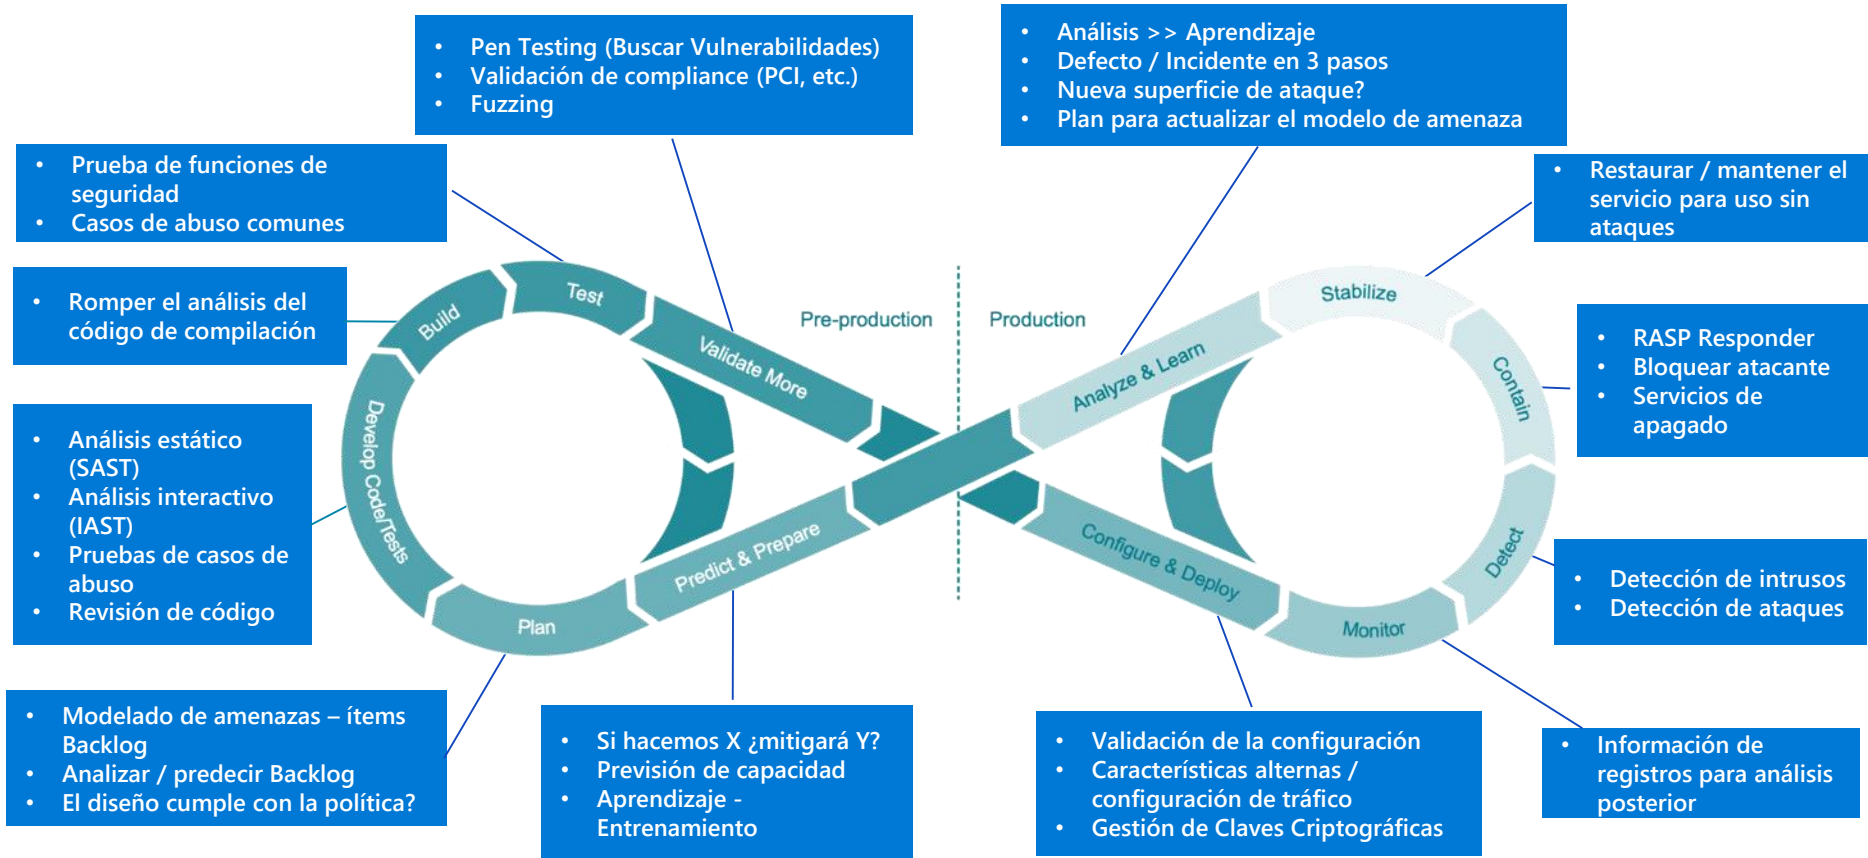 • Pen Testing (Buscar Vulnerabilidades)
• Validación de compliance (PCI, etc.)
• Fuzzing
• Análisis >> Aprendizaje
• Defecto / Incidente en 3 pasos
• Nueva superficie de ataque?
• Plan para actualizar el modelo de amenaza
• Prueba de funciones de
seguridad
• Casos de abuso comunes
• Restaurar / mantener el
servicio para uso sin
ataques
• Romper el análisis del
código de compilación
Build
Test
Validate More
Pre-production
Production
Analyze & Learn
Stabilize
Contain
• RASP Responder
• Bloquear atacante
• Servicios de
apagado
• Análisis estático
(SAST)
• Análisis interactivo
(IAST)
• Pruebas de casos de
abuso
• Revisión de código
Develop Code/Tests
Plan
Predict & Prepare
Configure & Deploy
Monitor
Detect
• Detección de intrusos
• Detección de ataques
• Modelado de amenazas – ítems
Backlog
• Analizar / predecir Backlog
• El diseño cumple con la política?
• Si hacemos X ¿mitigará Y?
• Previsión de capacidad
• Aprendizaje -
Entrenamiento
• Validación de la configuración
• Características alternas /
configuración de tráfico
• Gestión de Claves Criptográficas
• Información de
registros para análisis
posterior